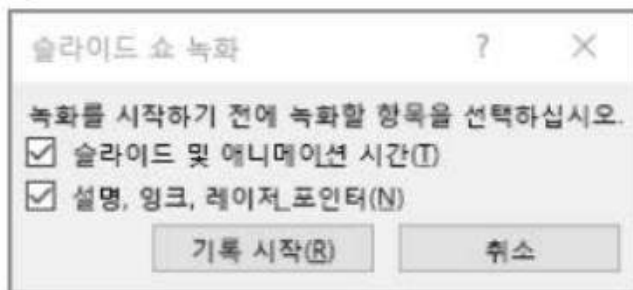 슬라이드 쇼 녹화 ? ×
녹화를 시작하기 전에 녹화할 항목을 선택하십시오.
슬라이드 및 애니메이션 시간(T)
설명, 잉크, 레이저 포인터(N)
기록 시작(R) 취소